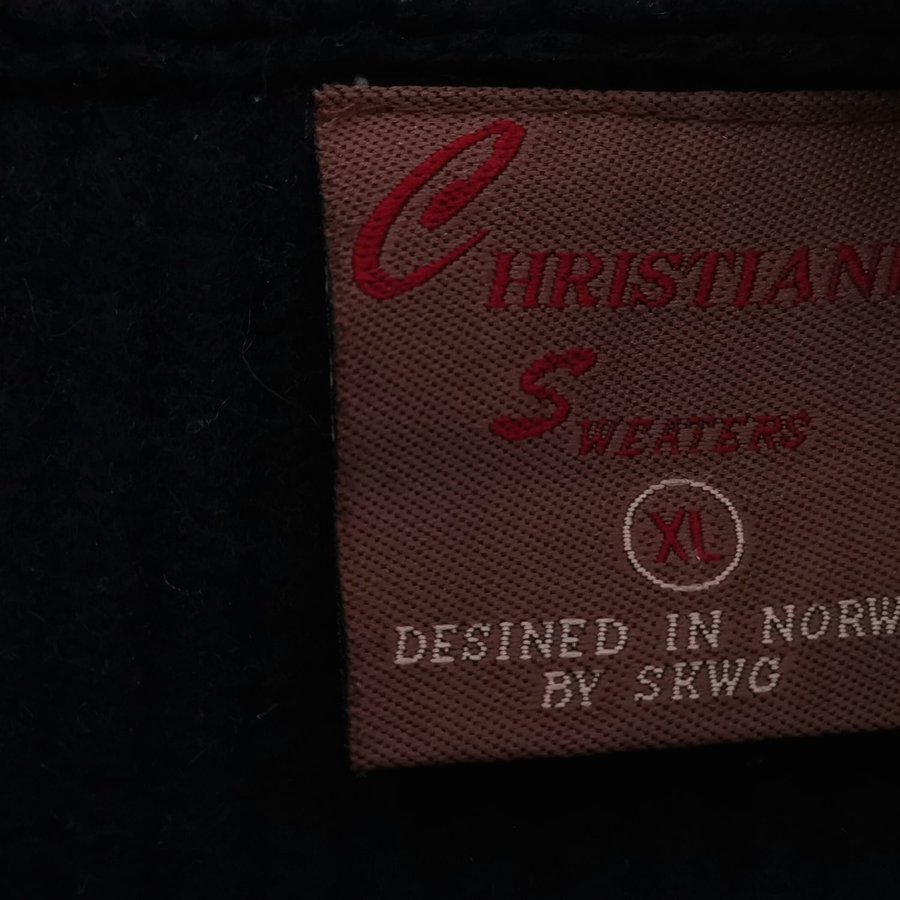 CHRISTIAN
SWEATERS
XL
DESINED IN NORW
BY SKWG